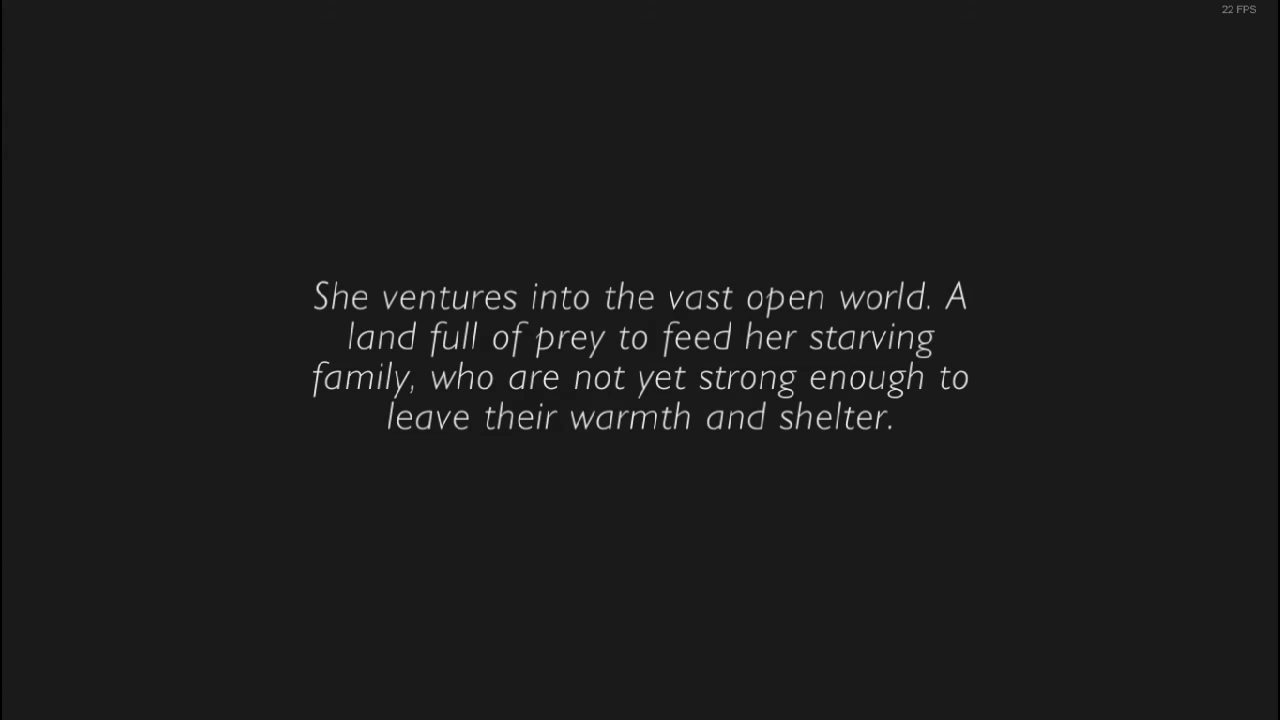 22 FPS
She ventures into the vast open world. A
land full of prey to feed her starving
family, who are not yet strong enough to
leave their warmth and shelter.